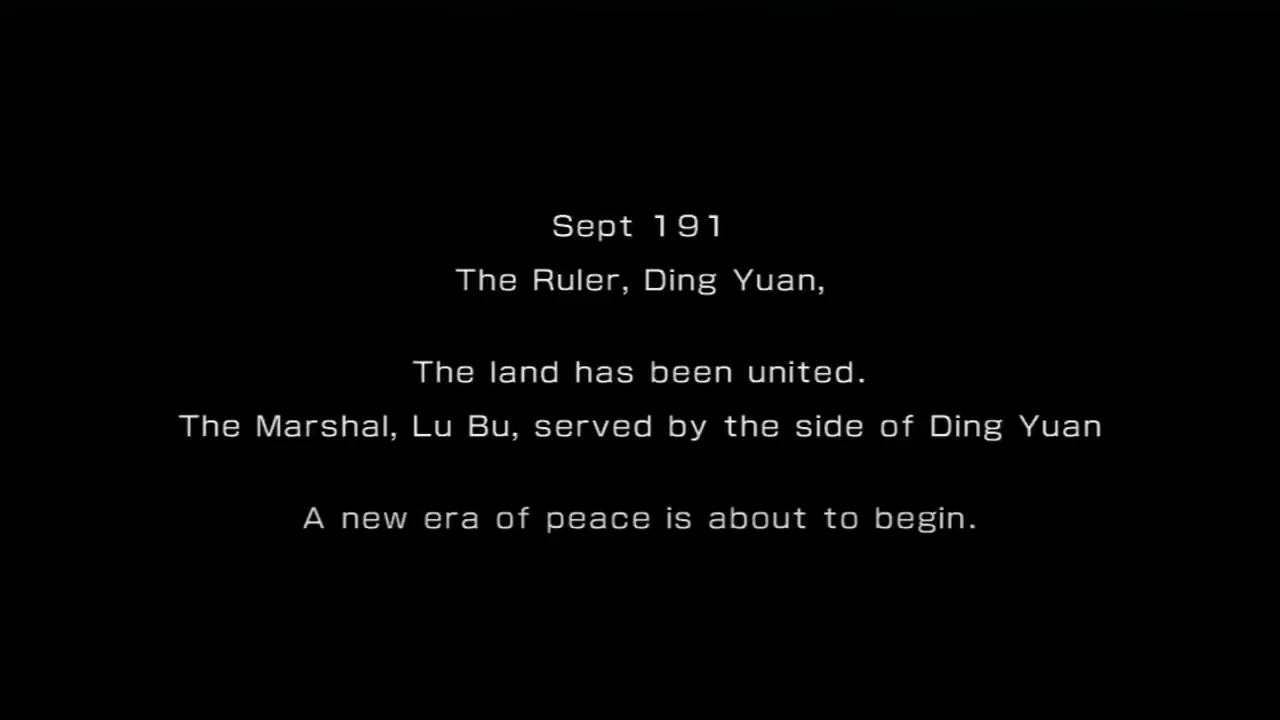 Sept 191
The Ruler, Ding Yuan,
The land has been united.
The Marshal, Lu Bu, served by the side of Ding Yuan
A new era of peace is about to begin.